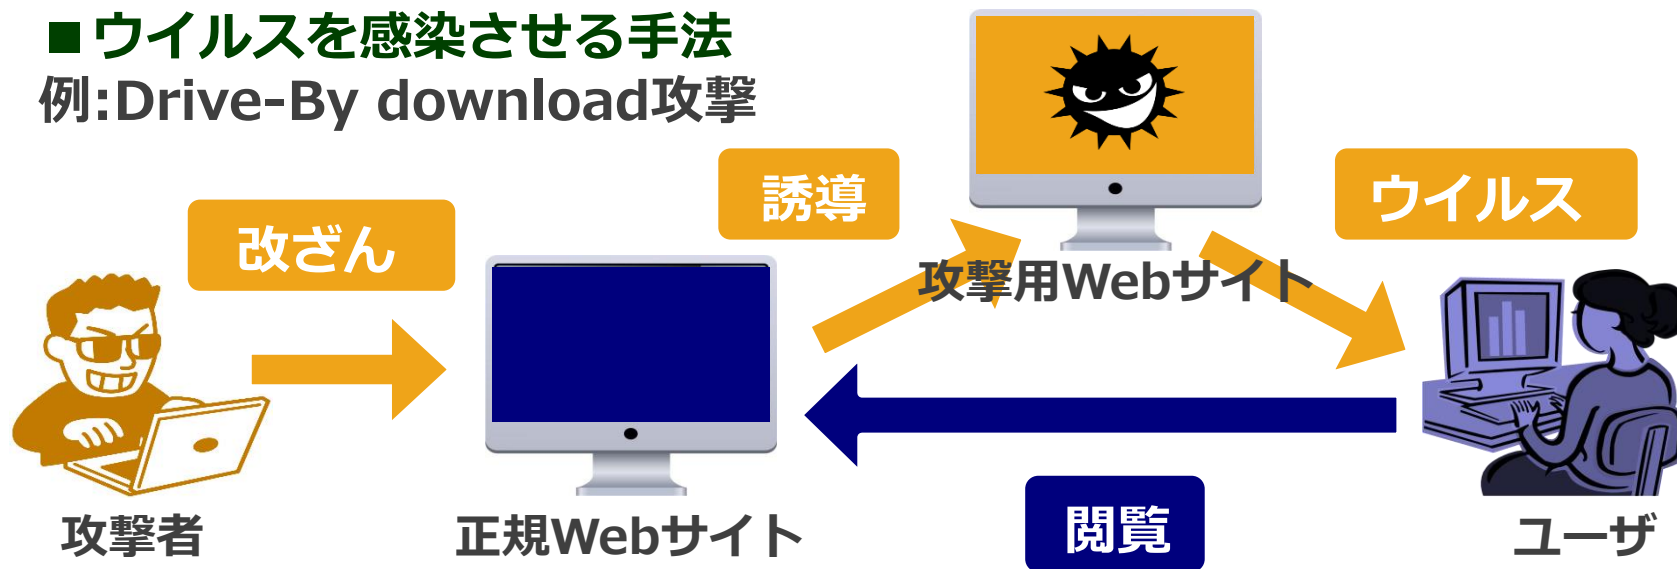 ■ウイルスを感染させる手法
例:Drive-By download攻撃
誘導
ウイルス
改ざん
攻撃用Webサイト
閲覧
攻撃者
正規Webサイト
ユーザ